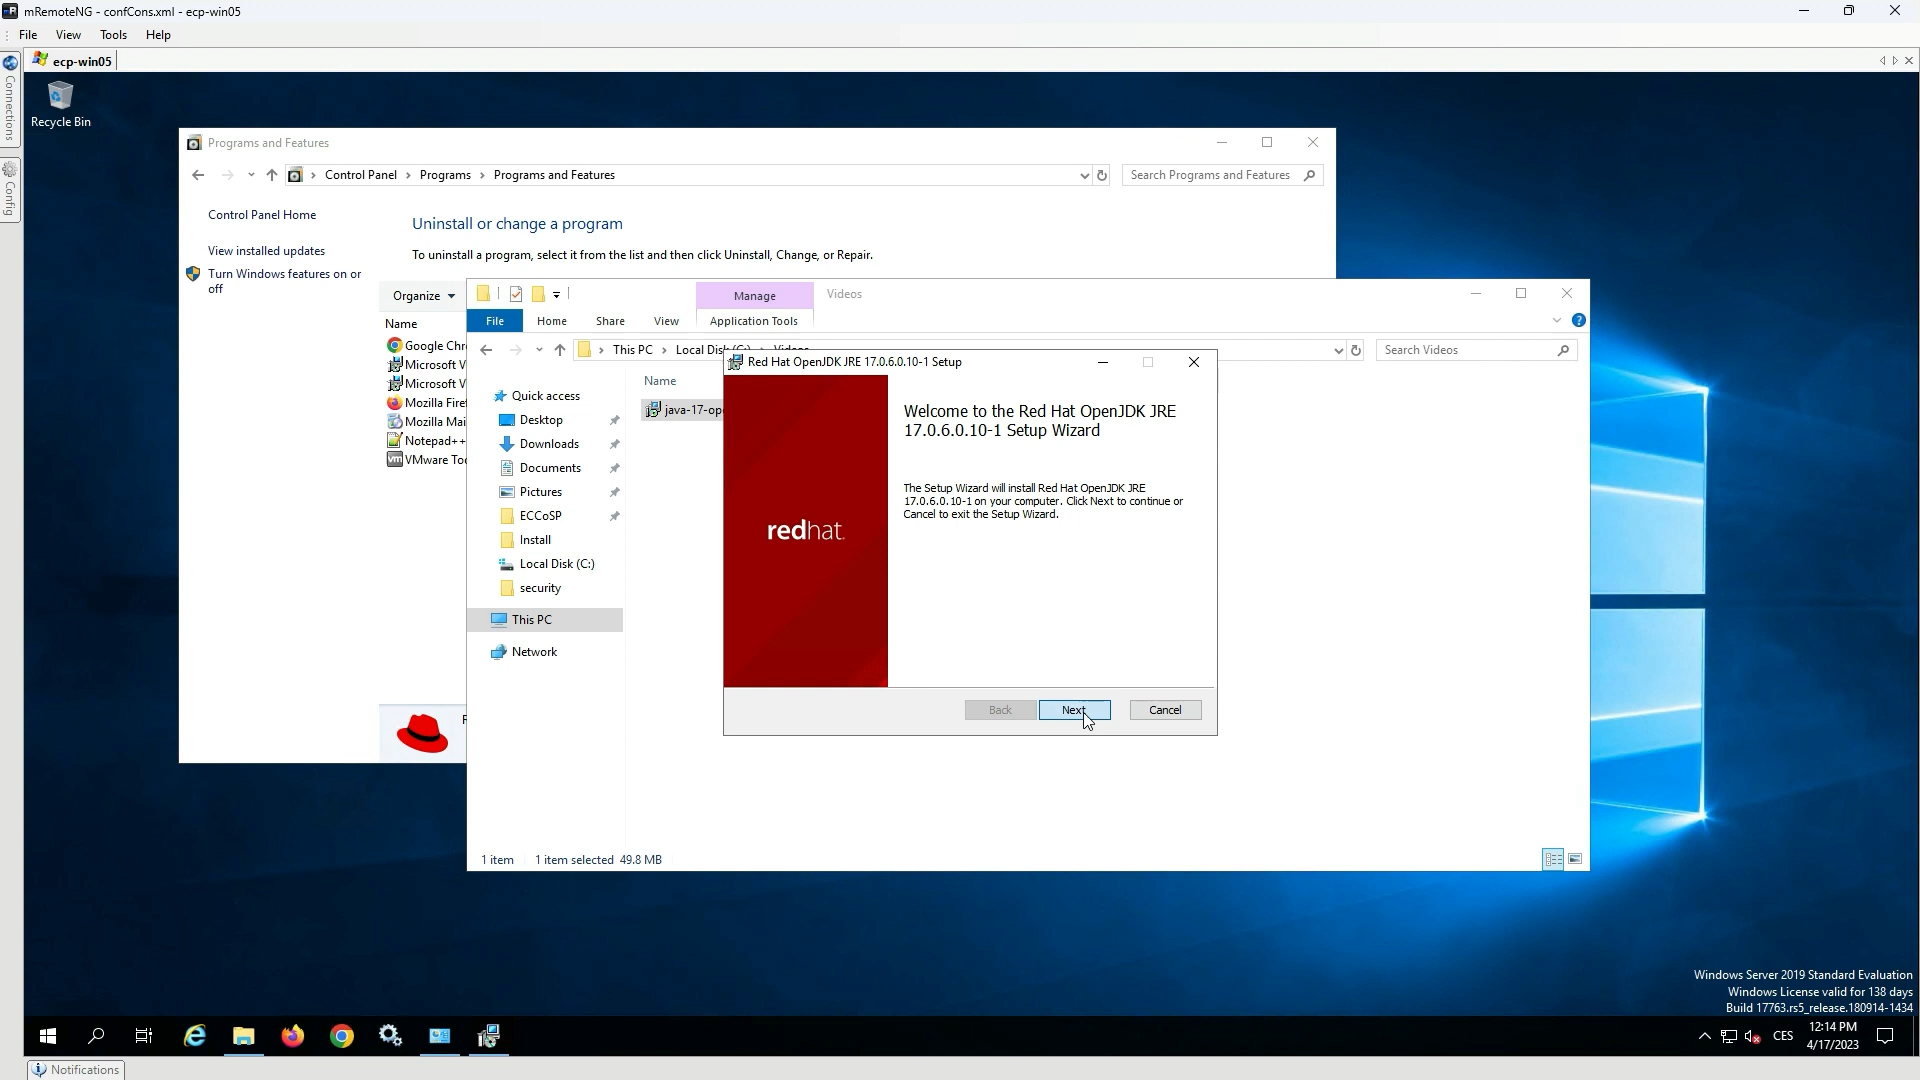 mRemoteNG - confCons.xml - ecp-win05
File View Tools Help
ecp-win05
Connections
Config
Recycle Bin
Programs and Features
Control Panel Programs Programs and Features
Search Programs and Features
Control Panel Home
View installed updates
Turn Windows features on or
off
Uninstall or change a program
To uninstall a program, select it from the list and then click Uninstall, Change, or Repair.
Organize
Name
Google Chr
Microsoft V
Microsoft V
Mozilla Firef
Mozilla Mai
Notepad++
VMware Too
Manage
Videos
File Home Share View Application Tools
This PC Local Disk (C:) Videos
Search Videos
Quick access
Desktop
Downloads
Documents
Pictures
ECCoSP
Install
Local Disk (C:)
security
This PC
Network
Name
java-17-ope
1 item 1 item selected 49.8 MB
Red Hat OpenJDK JRE 17.0.6.0.10-1 Setup
redhat.
Welcome to the Red Hat OpenJDK JRE
17.0.6.0.10-1 Setup Wizard
The Setup Wizard will install Red Hat OpenJDK JRE
17.0.6.0.10-1 on your computer. Click Next to continue or
Cancel to exit the Setup Wizard.
Back Next Cancel
Windows Server 2019 Standard Evaluation
Windows License valid for 138 days
Build 17763.rs5_release.180914-1434
CES
12:14 PM
4/17/2023
Notifications